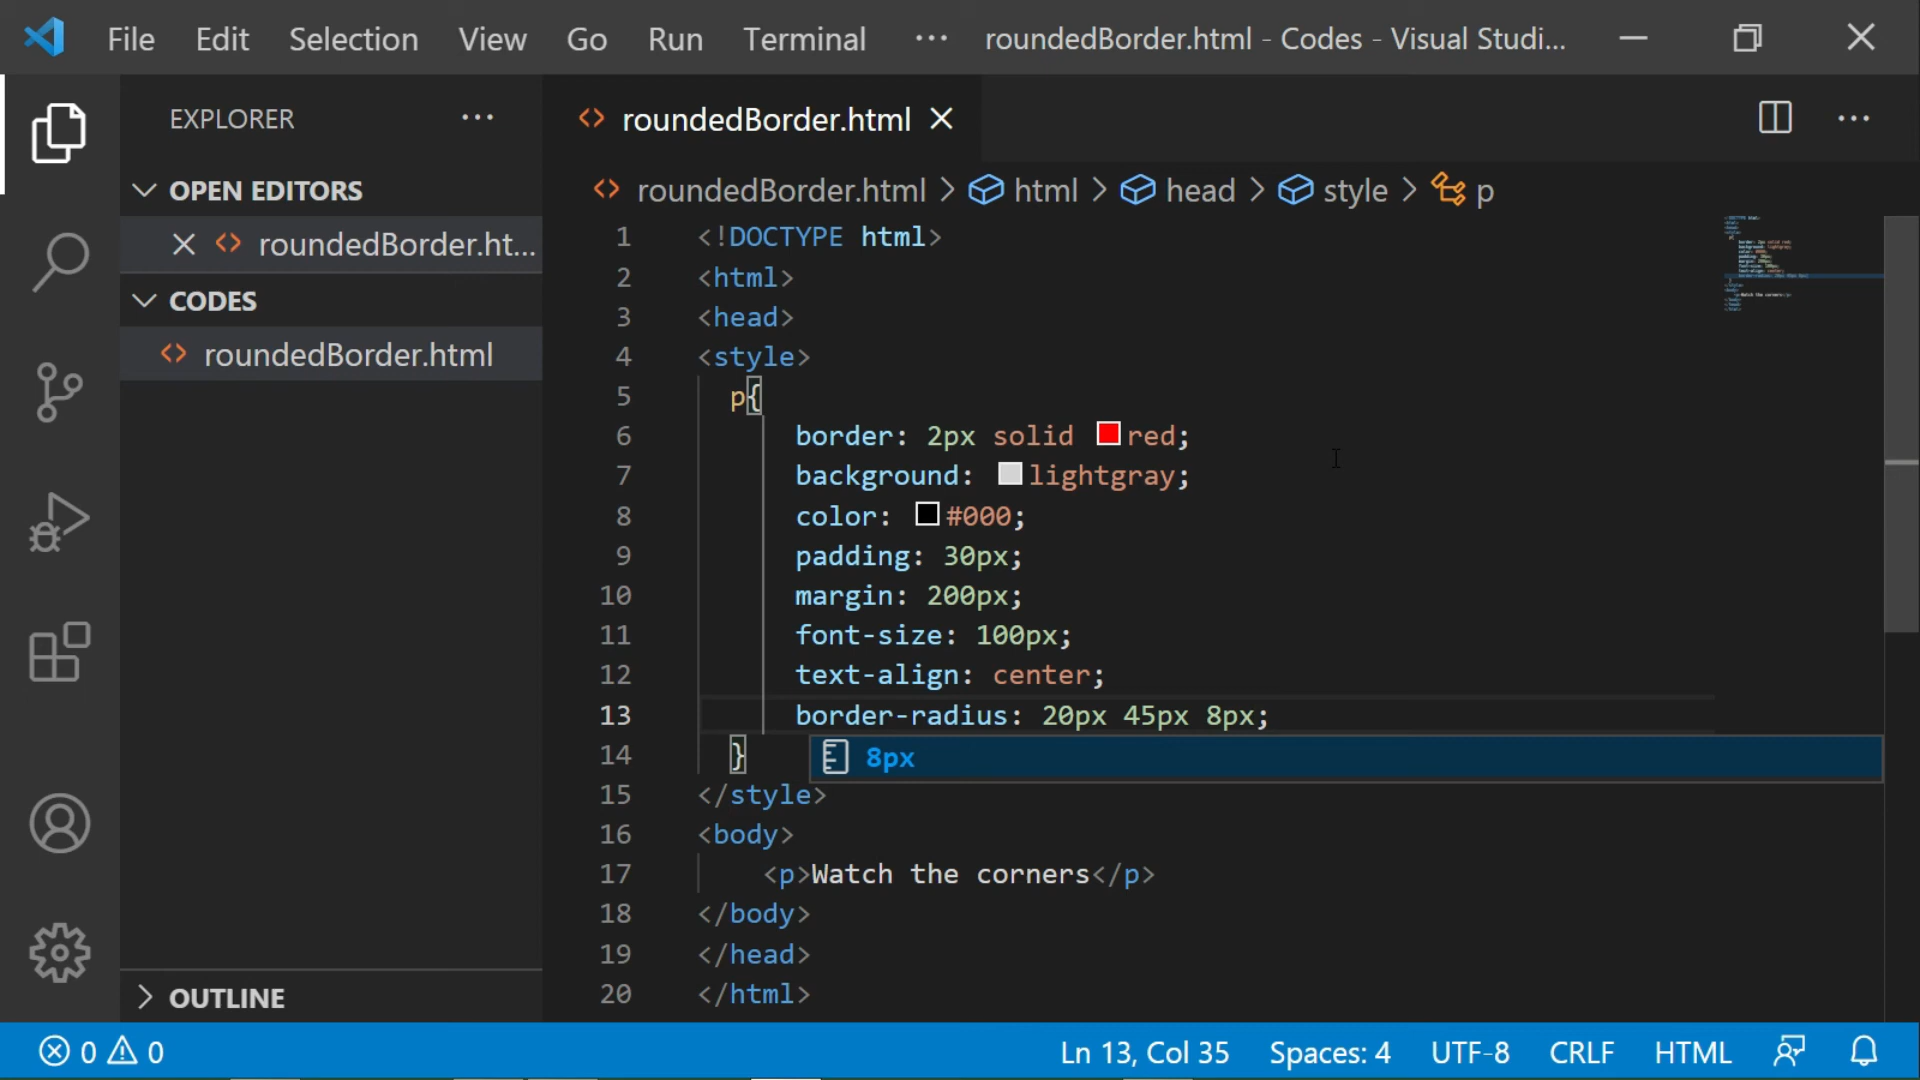 File Edit Selection View Go Run Terminal ··· roundedBorder.html - Codes - Visual Studi...
EXPLORER ···
OPEN EDITORS
roundedBorder.ht...
CODES
roundedBorder.html
OUTLINE
roundedBorder.html
roundedBorder.html > html > head > style > p
1 <!DOCTYPE html>
2 <html>
3 <head>
4 <style>
5 p{
6 border: 2px solid red;
7 background: lightgray;
8 color: #000;
9 padding: 30px;
10 margin: 200px;
11 font-size: 100px;
12 text-align: center;
13 border-radius: 20px 45px 8px;
14 }
8px
15 </style>
16 <body>
17 <p>Watch the corners</p>
18 </body>
19 </head>
20 </html>
0 0 Ln 13, Col 35 Spaces: 4 UTF-8 CRLF HTML